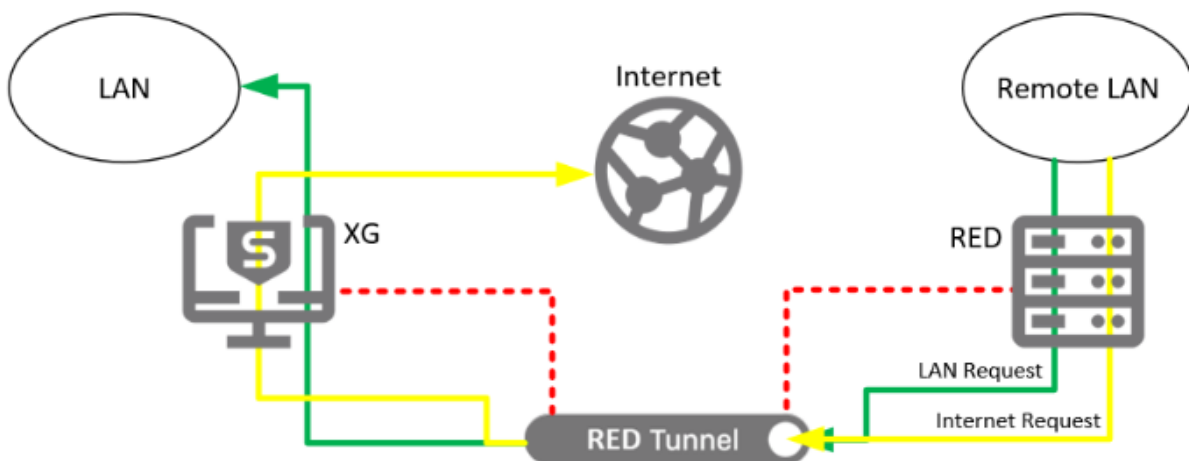 LAN
Internet
Remote LAN
XG
RED
LAN Request
Internet Request
RED Tunnel